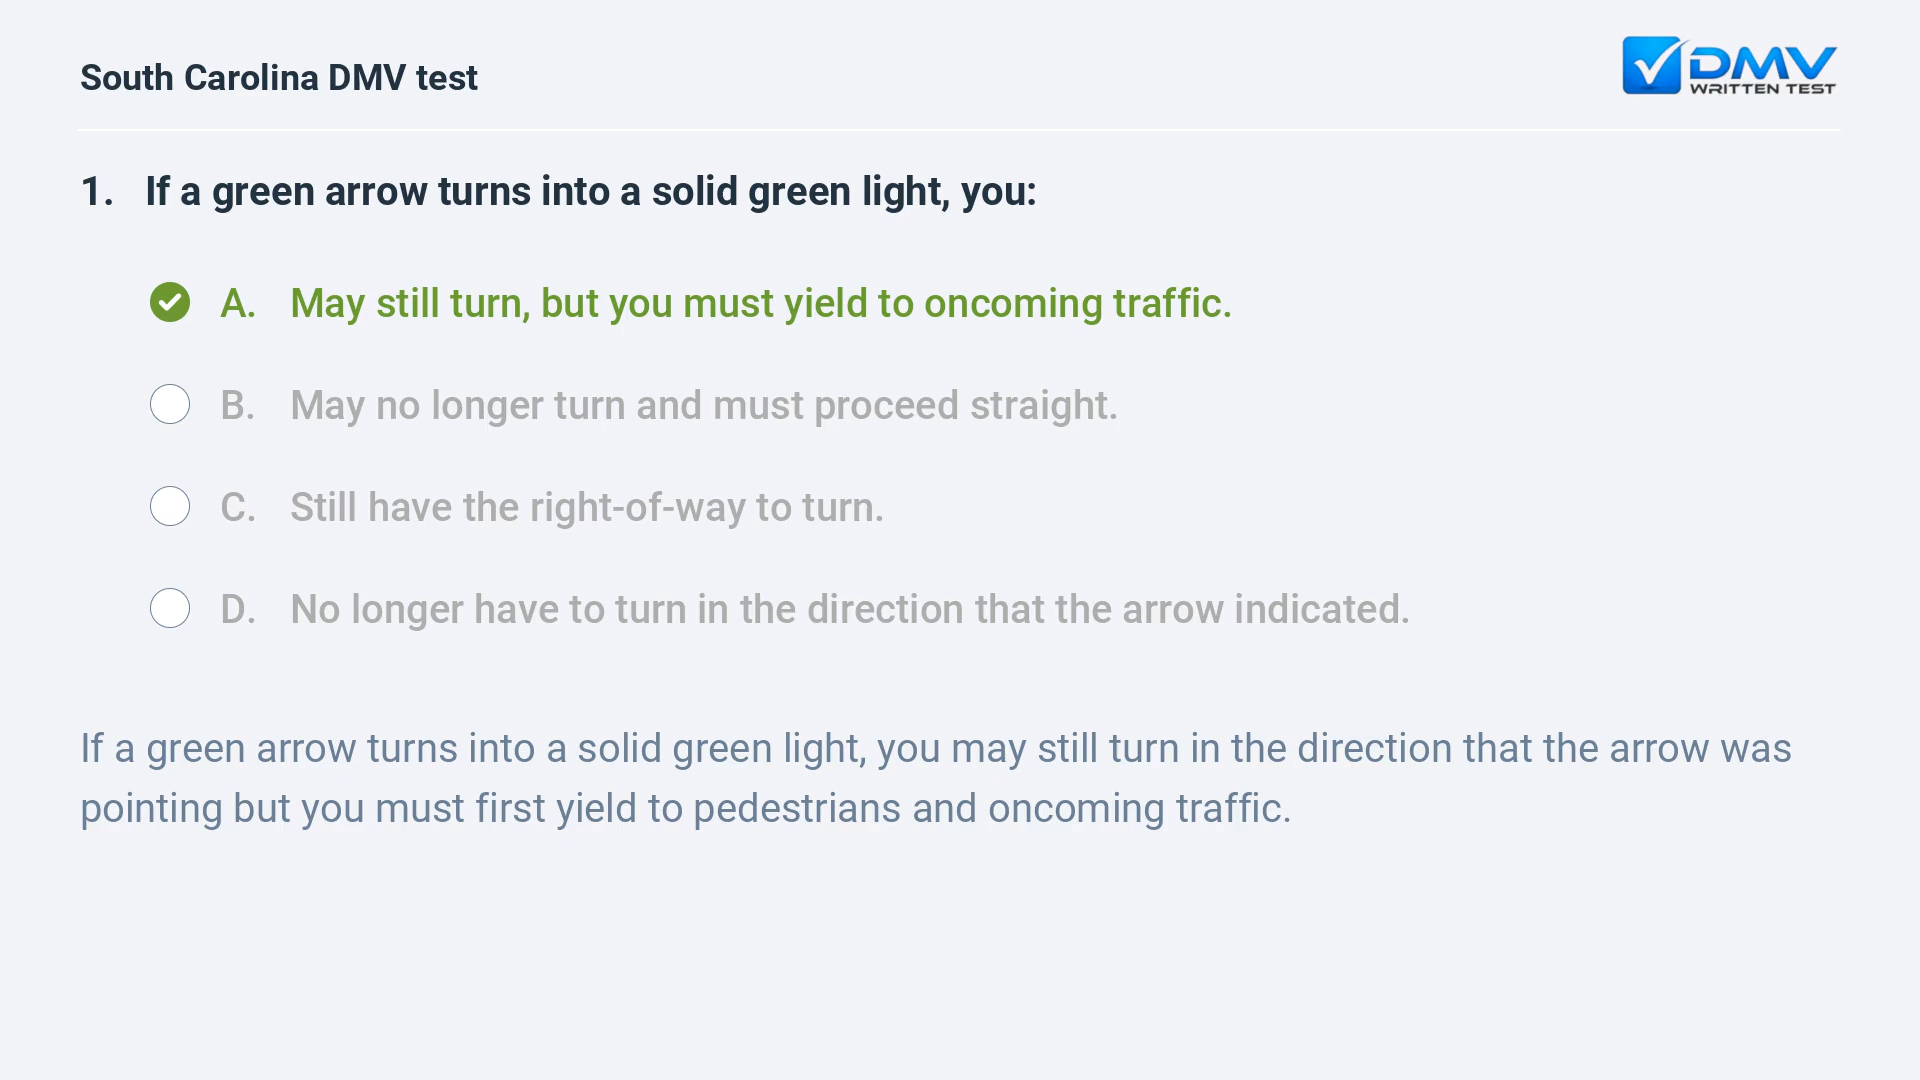 South Carolina DMV test
DMV
WRITTEN TEST
1. If a green arrow turns into a solid green light, you:
A. May still turn, but you must yield to oncoming traffic.
B. May no longer turn and must proceed straight.
C. Still have the right-of-way to turn.
D. No longer have to turn in the direction that the arrow indicated.
If a green arrow turns into a solid green light, you may still turn in the direction that the arrow was
pointing but you must first yield to pedestrians and oncoming traffic.